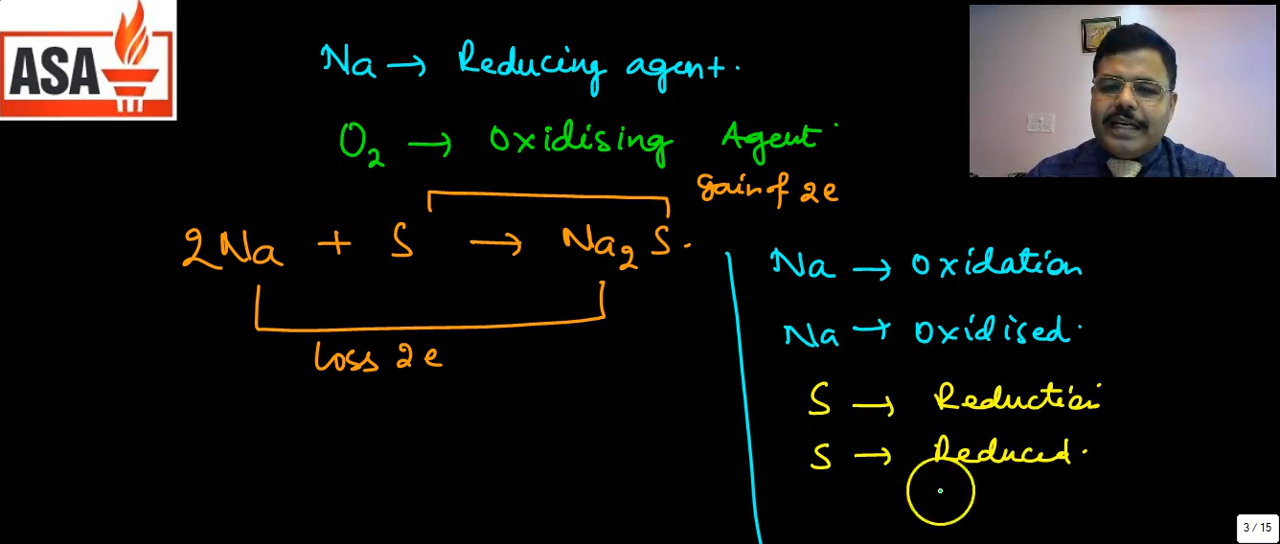 ASA
Na → Reducing agent.
O₂ → Oxidising Agent
gain of 2e
2Na + S → Na₂S.
loss 2e
Na → Oxidation
Na → Oxidised.
S → Reduction
S → Reduced.
3 / 15